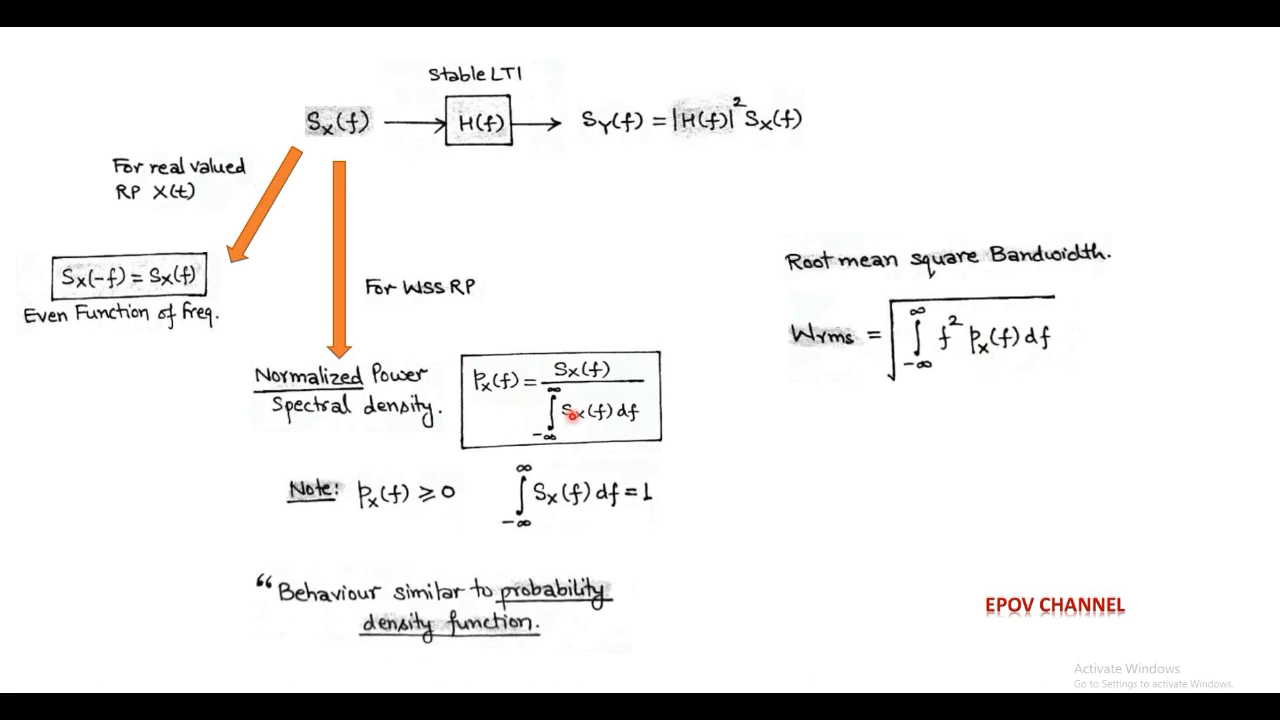 Stable LTI
Sx(f) → H(f) → SY(f) = |H(f)|² Sx(f)
For real valued
RP X(t)
Sx(-f) = Sx(f)
Even Function of freq.
For WSS RP
Root mean square Bandwidth.
Wrms = √ ∫_{-∞}^{∞} f² px(f) df
Normalized Power
Spectral density.
px(f) = Sx(f) / ∫_{-∞}^{∞} Sx(f) df
Note: px(f) ≥ 0 ∫_{-∞}^{∞} Sx(f) df = 1
“Behaviour similar to probability
density function.
EPOV CHANNEL
Activate Windows
Go to Settings to activate Windows.